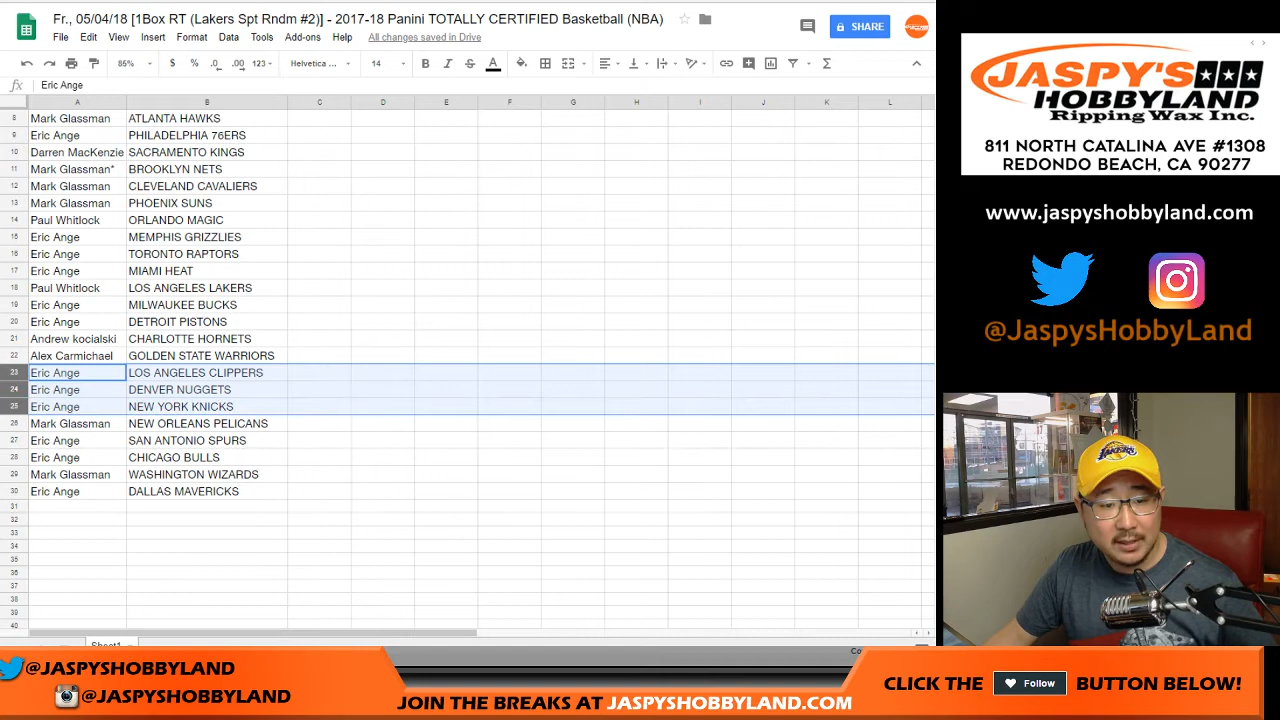 Fr., 05/04/18 [1Box RT (Lakers Spt Rndm #2)] - 2017-18 Panini TOTALLY CERTIFIED Basketball (NBA)
SHARE
File Edit View Insert Format Data Tools Add-ons Help All changes saved in Drive
85% $ % .0 .00 123 Helvetica ... 14 B I S A
fx Eric Ange
A B C D E F G H I J K L
8 Mark Glassman ATLANTA HAWKS
9 Eric Ange PHILADELPHIA 76ERS
10 Darren MacKenzie SACRAMENTO KINGS
11 Mark Glassman* BROOKLYN NETS
12 Mark Glassman CLEVELAND CAVALIERS
13 Mark Glassman PHOENIX SUNS
14 Paul Whitlock ORLANDO MAGIC
15 Eric Ange MEMPHIS GRIZZLIES
16 Eric Ange TORONTO RAPTORS
17 Eric Ange MIAMI HEAT
18 Paul Whitlock LOS ANGELES LAKERS
19 Eric Ange MILWAUKEE BUCKS
20 Eric Ange DETROIT PISTONS
21 Andrew kocialski CHARLOTTE HORNETS
22 Alex Carmichael GOLDEN STATE WARRIORS
23 Eric Ange LOS ANGELES CLIPPERS
24 Eric Ange DENVER NUGGETS
25 Eric Ange NEW YORK KNICKS
26 Mark Glassman NEW ORLEANS PELICANS
27 Eric Ange SAN ANTONIO SPURS
28 Eric Ange CHICAGO BULLS
29 Mark Glassman WASHINGTON WIZARDS
30 Eric Ange DALLAS MAVERICKS
31
32
33
34
35
36
37
38
39
40
Sheet1
JASPY'S
HOBBYLAND
Ripping Wax Inc.
811 NORTH CATALINA AVE #1308
REDONDO BEACH, CA 90277
www.jaspyshobbyland.com
@JaspysHobbyLand
LAKERS
@JASPYSHOBBYLAND
@JASPYSHOBBYLAND
JOIN THE BREAKS AT JASPYSHOBBYLAND.COM
CLICK THE Follow BUTTON BELOW!